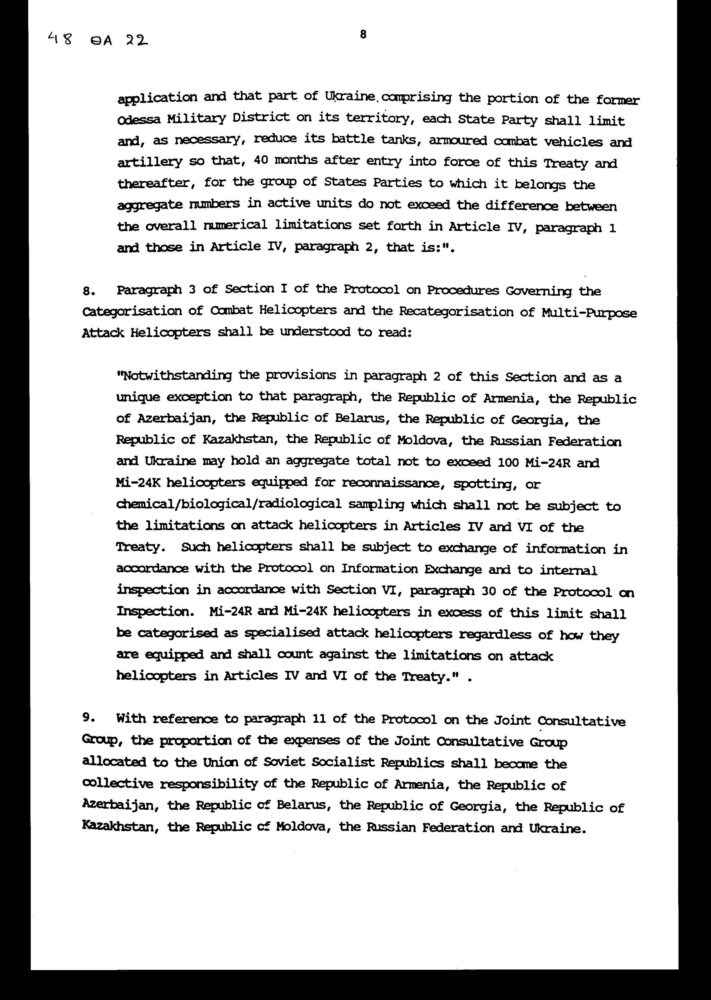 48 OA 22
8
application and that part of Ukraine comprising the portion of the former
Odessa Military District on its territory, each State Party shall limit
and, as necessary, reduce its battle tanks, armoured combat vehicles and
artillery so that, 40 months after entry into force of this Treaty and
thereafter, for the group of States Parties to which it belongs the
aggregate numbers in active units do not exceed the difference between
the overall numerical limitations set forth in Article IV, paragraph 1
and those in Article IV, paragraph 2, that is:".
8. Paragraph 3 of Section I of the Protocol on Procedures Governing the
Categorisation of Combat Helicopters and the Recategorisation of Multi-Purpose
Attack Helicopters shall be understood to read:
"Notwithstanding the provisions in paragraph 2 of this Section and as a
unique exception to that paragraph, the Republic of Armenia, the Republic
of Azerbaijan, the Republic of Belarus, the Republic of Georgia, the
Republic of Kazakhstan, the Republic of Moldova, the Russian Federation
and Ukraine may hold an aggregate total not to exceed 100 Mi-24R and
Mi-24K helicopters equipped for reconnaissance, spotting, or
chemical/biological/radiological sampling which shall not be subject to
the limitations on attack helicopters in Articles IV and VI of the
Treaty. Such helicopters shall be subject to exchange of information in
accordance with the Protocol on Information Exchange and to internal
inspection in accordance with Section VI, paragraph 30 of the Protocol on
Inspection. Mi-24R and Mi-24K helicopters in excess of this limit shall
be categorised as specialised attack helicopters regardless of how they
are equipped and shall count against the limitations on attack
helicopters in Articles IV and VI of the Treaty." .
9. With reference to paragraph 11 of the Protocol on the Joint Consultative
Group, the proportion of the expenses of the Joint Consultative Group
allocated to the Union of Soviet Socialist Republics shall become the
collective responsibility of the Republic of Armenia, the Republic of
Azerbaijan, the Republic of Belarus, the Republic of Georgia, the Republic of
Kazakhstan, the Republic of Moldova, the Russian Federation and Ukraine.